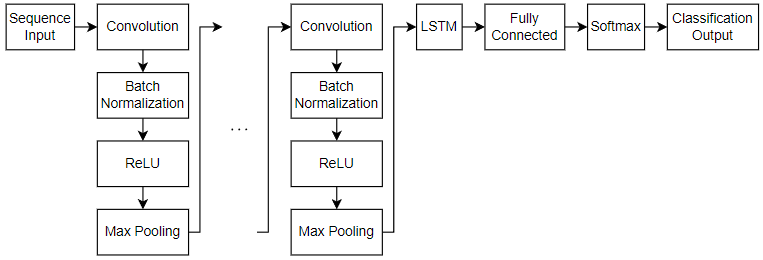 Sequence
Input
Convolution
Batch
Normalization
ReLU
Max Pooling
...
Convolution
Batch
Normalization
ReLU
Max Pooling
LSTM
Fully
Connected
Softmax
Classification
Output